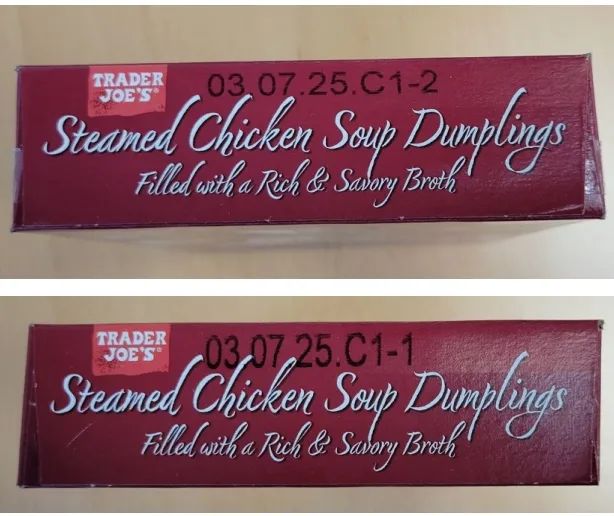 TRADER
JOE'S®
03.07.25.C1-2
Steamed Chicken Soup Dumplings
Filled with a Rich & Savory Broth
TRADER
JOE'S®
03.07.25.C1-1
Steamed Chicken Soup Dumplings
Filled with a Rich & Savory Broth